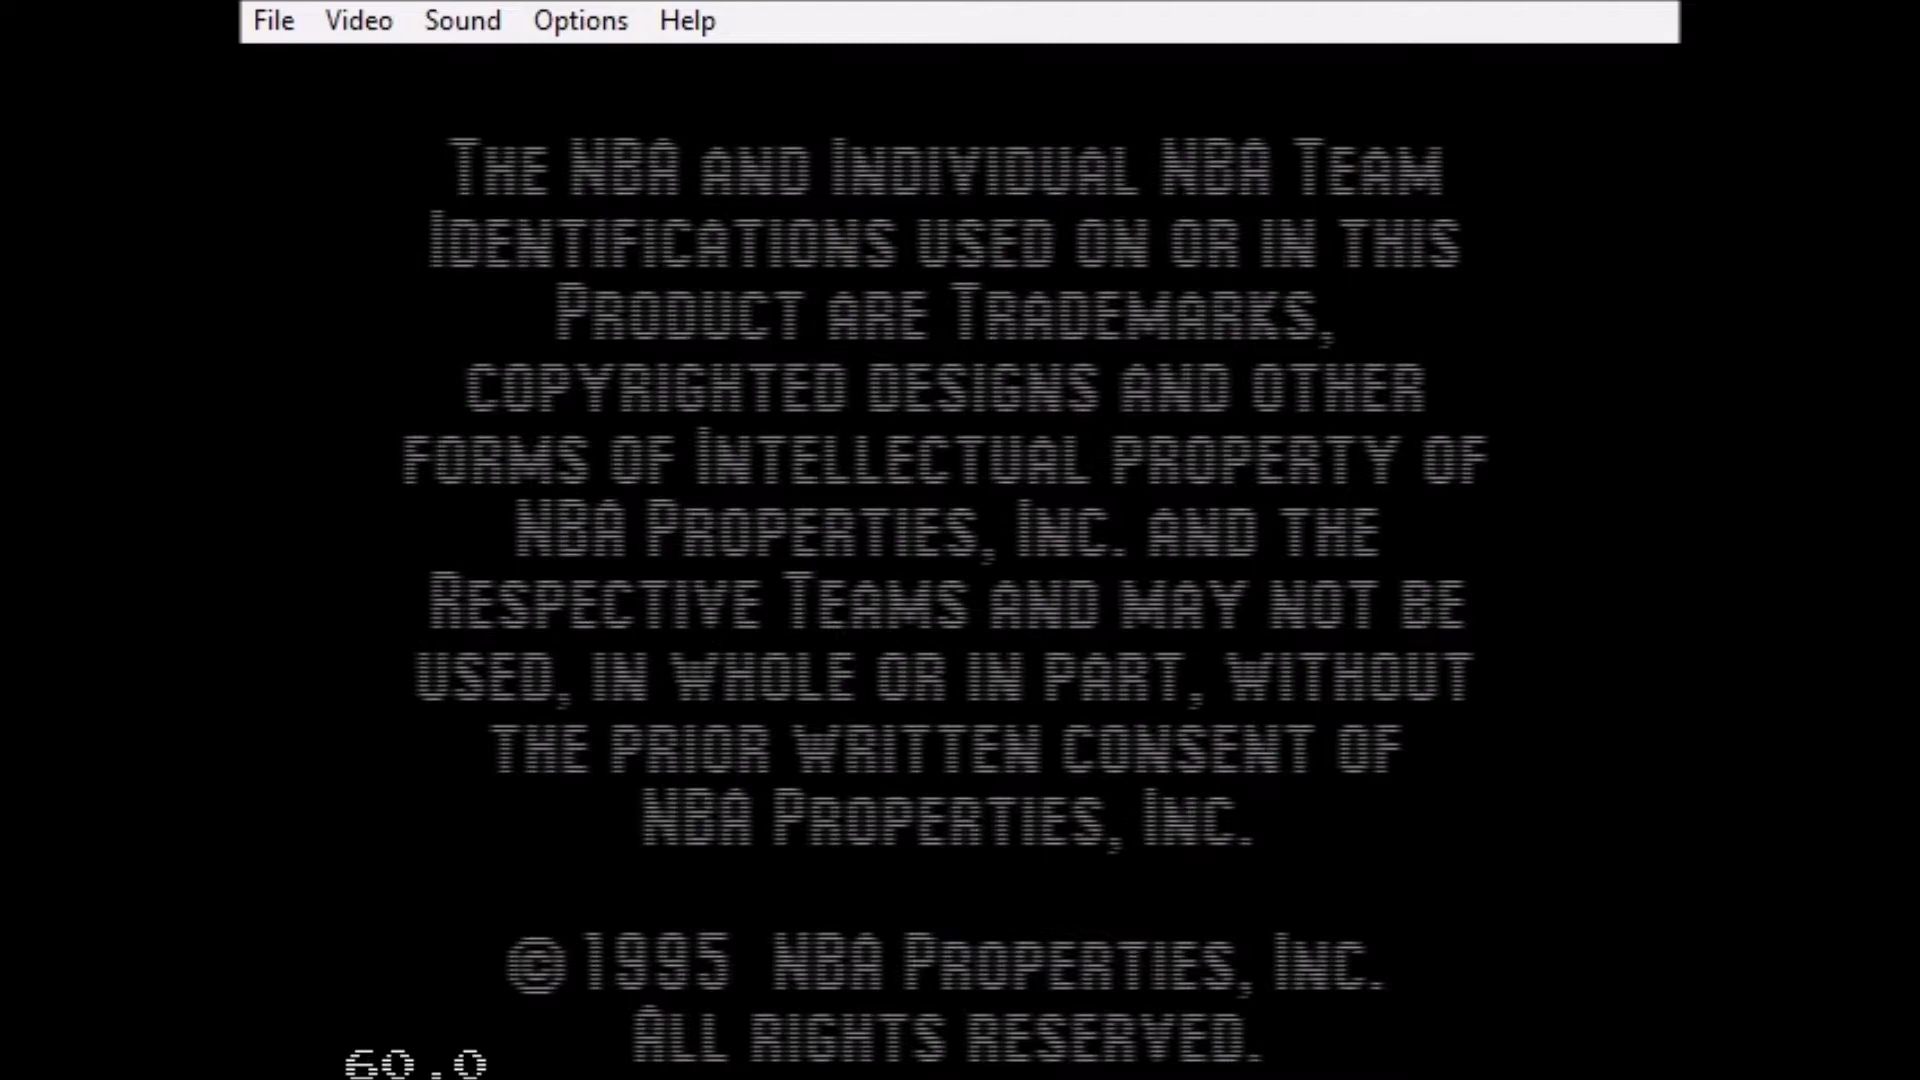 File Video Sound Options Help
The NBA and Individual NBA Team
Identifications used on or in this
Product are Trademarks,
copyrighted designs and other
forms of Intellectual property of
NBA Properties, Inc. and the
Respective Teams and may not be
used, in whole or in part, without
the prior written consent of
NBA Properties, Inc.
©1995 NBA Properties, Inc.
All rights reserved.
60.0